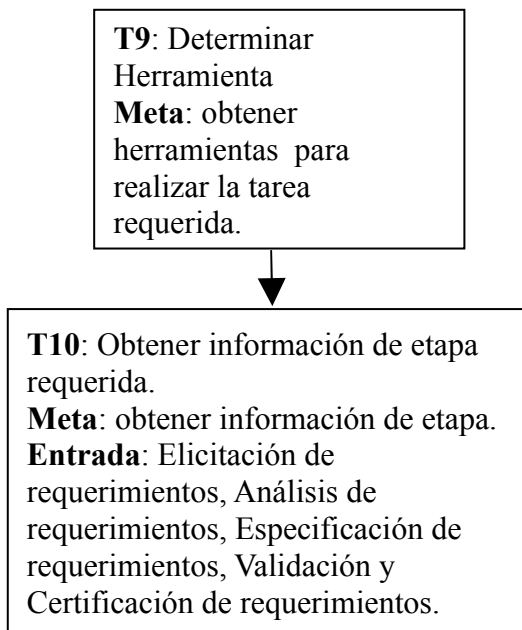 T9: Determinar
Herramienta
Meta: obtener
herramientas para
realizar la tarea
requerida.
T10: Obtener información de etapa
requerida.
Meta: obtener información de etapa.
Entrada: Elicitación de
requerimientos, Análisis de
requerimientos, Especificación de
requerimientos, Validación y
Certificación de requerimientos.